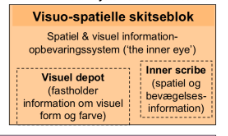 Visuo-spatielle skitseblok
Spatiel & visuel information-
opbevaringssystem (‘the inner eye’)
Visuel depot
(fastholder
information om visuel
form og farve)
Inner scribe
(spatiel og
bevægelses-
information)